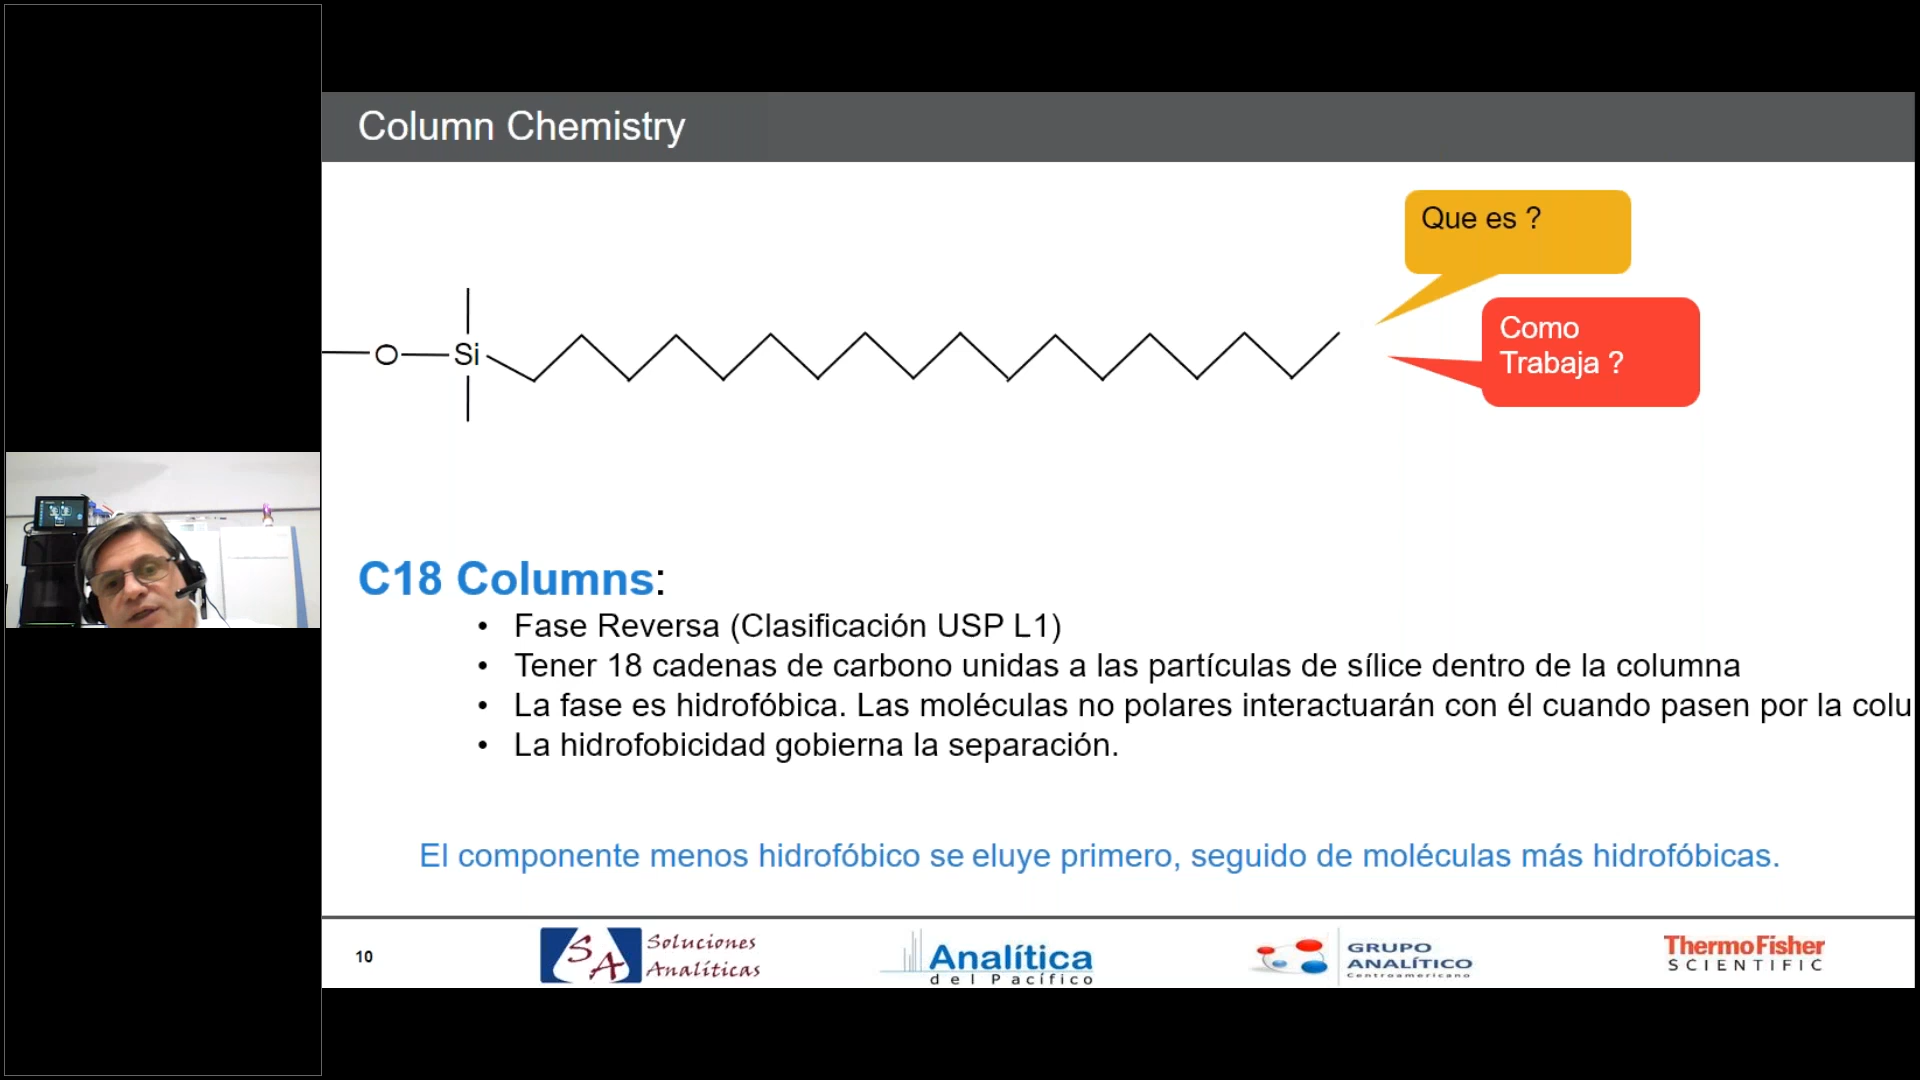 Column Chemistry
Que es ?
Como
Trabaja ?
O
Si
C18 Columns:
• Fase Reversa (Clasificación USP L1)
• Tener 18 cadenas de carbono unidas a las partículas de sílice dentro de la columna
• La fase es hidrofóbica. Las moléculas no polares interactuarán con él cuando pasen por la colu
• La hidrofobicidad gobierna la separación.
El componente menos hidrofóbico se eluye primero, seguido de moléculas más hidrofóbicas.
10
SA
Soluciones
Analíticas
Analítica
del Pacífico
GRUPO
ANALÍTICO
Centroamericano
ThermoFisher
SCIENTIFIC